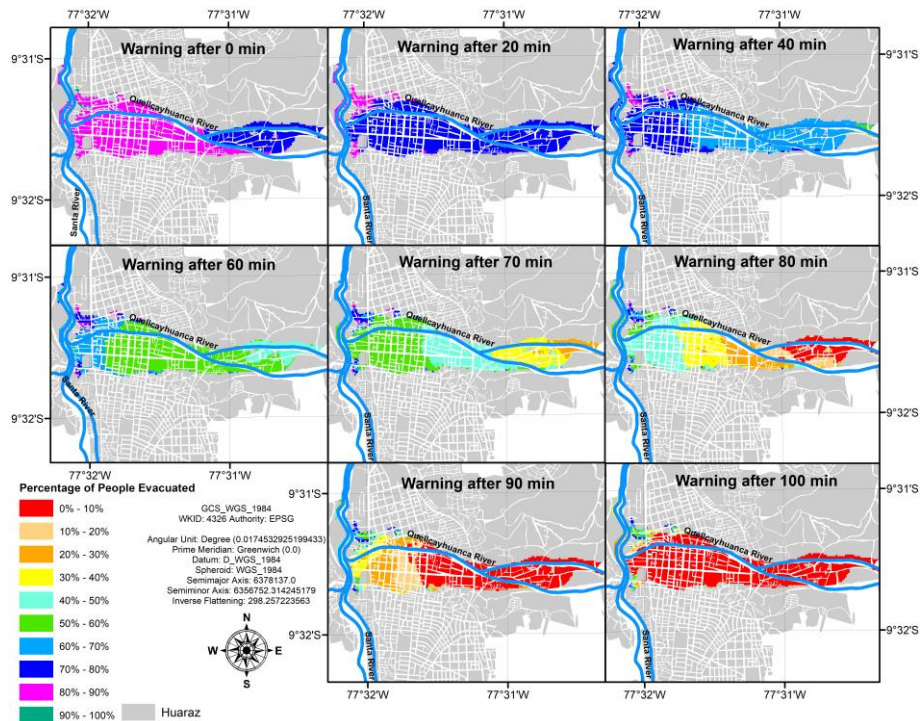 77°32'W 77°31'W 77°32'W 77°31'W 77°32'W 77°31'W
9°31'S
Warning after 0 min
Quellcayhuanca River
9°32'S
Santa River
Warning after 20 min
Quellcayhuanca River
Santa River
Warning after 40 min
Quellcayhuanca River
Santa River
9°31'S
9°32'S
9°31'S
Warning after 60 min
Quellcayhuanca River
9°32'S
Santa River
Warning after 70 min
Quellcayhuanca River
Santa River
Warning after 80 min
Quellcayhuanca River
Santa River
9°31'S
9°32'S
77°32'W 77°31'W
Percentage of People Evacuated
0% - 10%
10% - 20%
20% - 30%
30% - 40%
40% - 50%
50% - 60%
60% - 70%
70% - 80%
80% - 90%
90% - 100%
Huaraz
GCS_WGS_1984
WKID: 4326 Authority: EPSG
Angular Unit: Degree (0.0174532925199433)
Prime Meridian: Greenwich (0.0)
Datum: D_WGS_1984
Spheroid: WGS_1984
Semimajor Axis: 6378137.0
Semiminor Axis: 6356752.314245179
Inverse Flattening: 298.257223563
N
W E
S
9°31'S
Warning after 90 min
Quellcayhuanca River
9°32'S
Santa River
Warning after 100 min
Quellcayhuanca River
Santa River
9°31'S
9°32'S
77°32'W 77°31'W 77°32'W 77°31'W